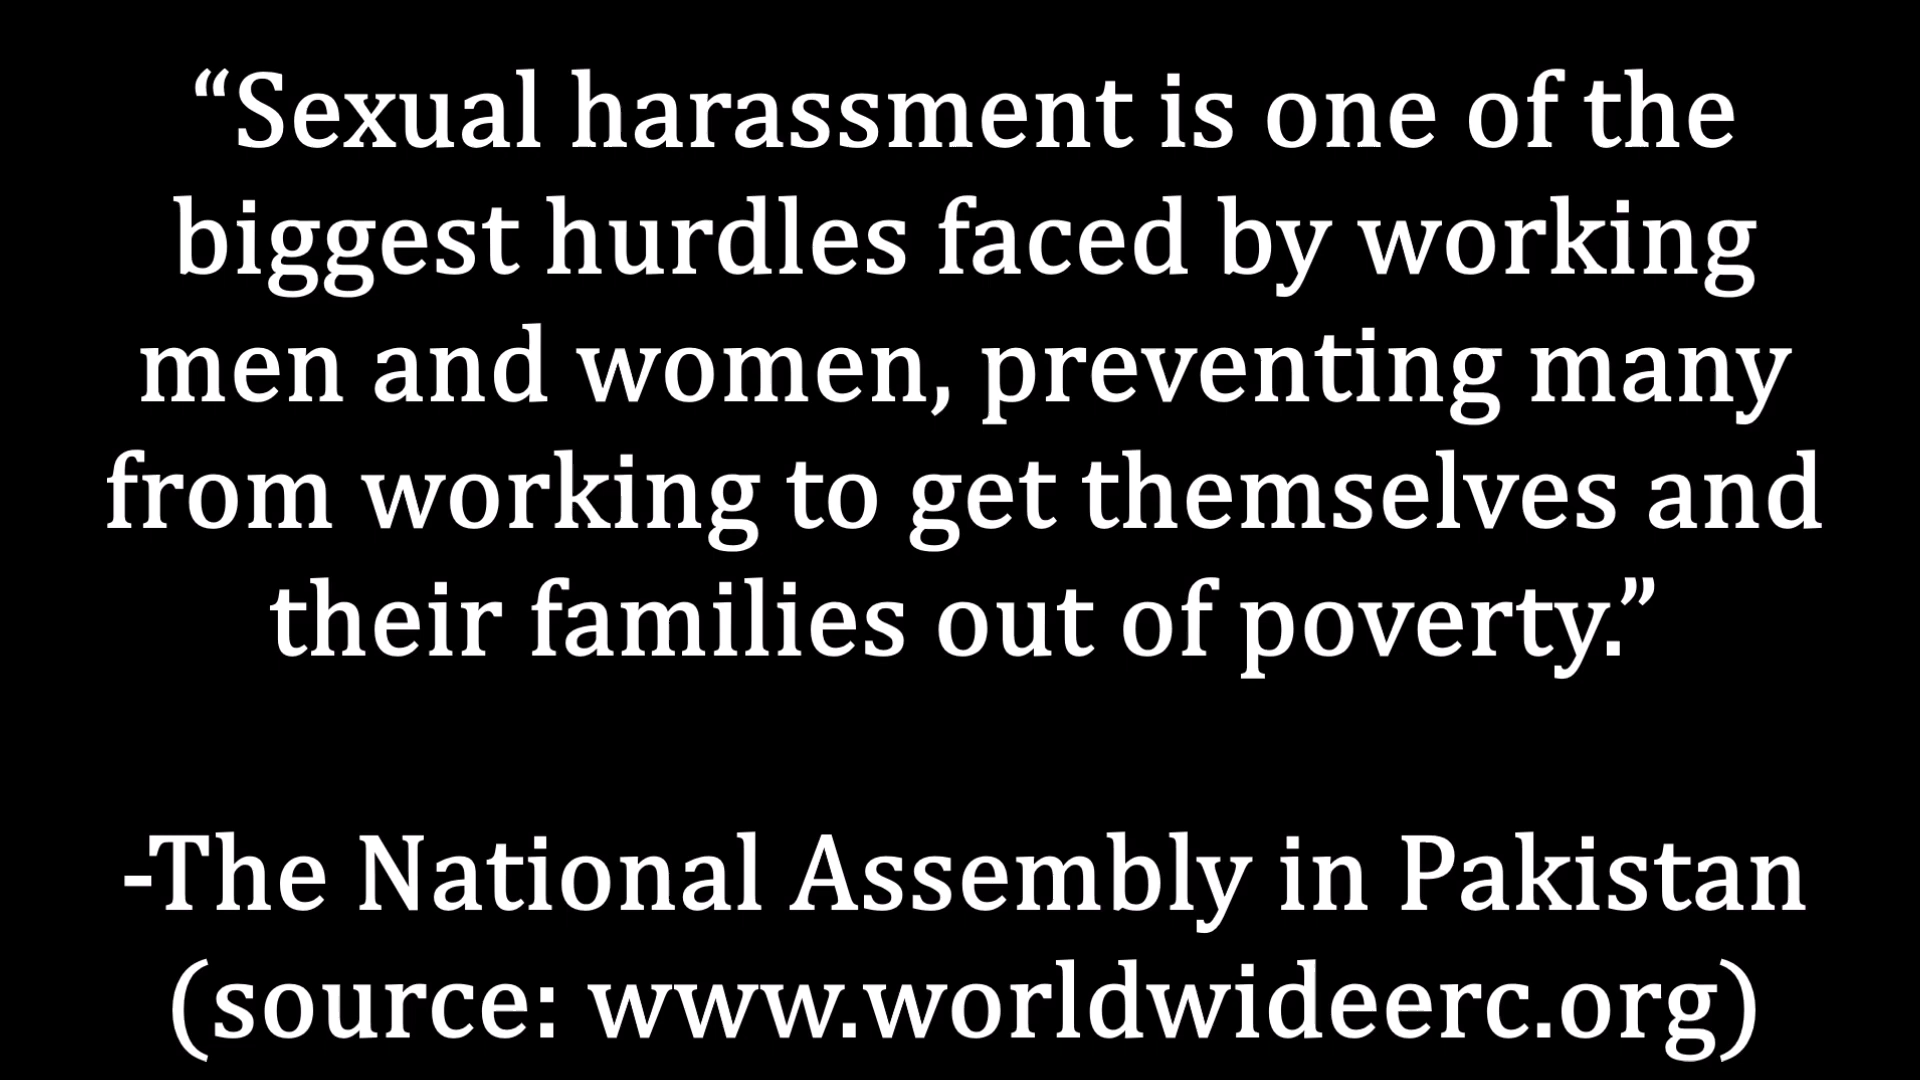 “Sexual harassment is one of the
biggest hurdles faced by working
men and women, preventing many
from working to get themselves and
their families out of poverty.”
-The National Assembly in Pakistan
(source: www.worldwideerc.org)